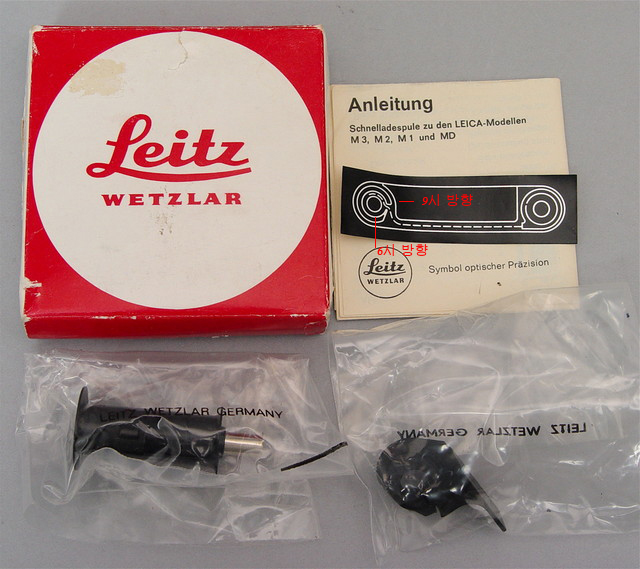 Leitz
WETZLAR
Anleitung
Schnelladespule zu den LEICA-Modellen
M 3, M 2, M 1 und MD
9시 방향
6시 방향
Leitz
WETZLAR
Symbol optischer Präzision
LEITZ WETZLAR GERMANY
LEITZ WETZLAR GERMANY